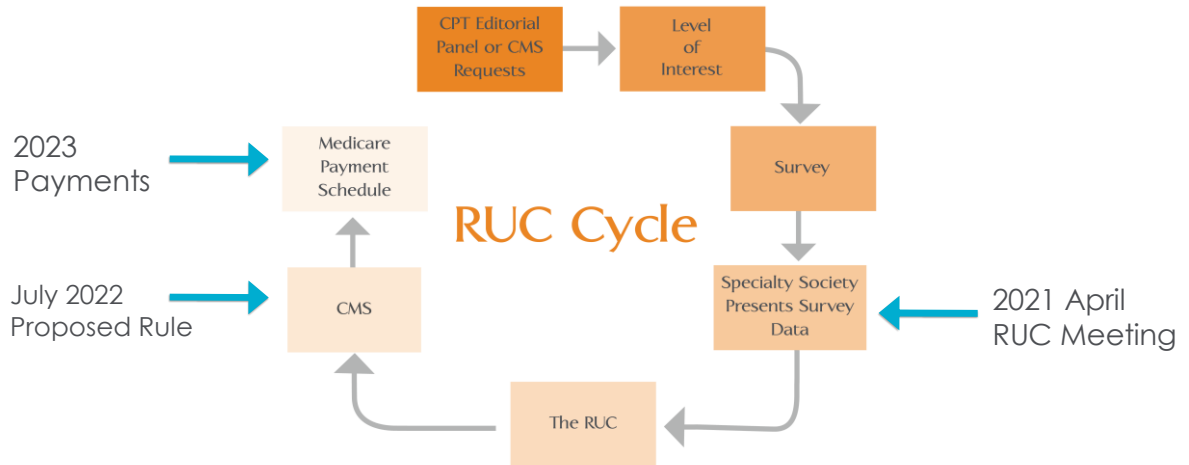 CPT Editorial
Panel or CMS
Requests
Level
of
Interest
Survey
Specialty Society
Presents Survey
Data
2021 April
RUC Meeting
The RUC
CMS
July 2022
Proposed Rule
Medicare
Payment
Schedule
2023
Payments
RUC Cycle